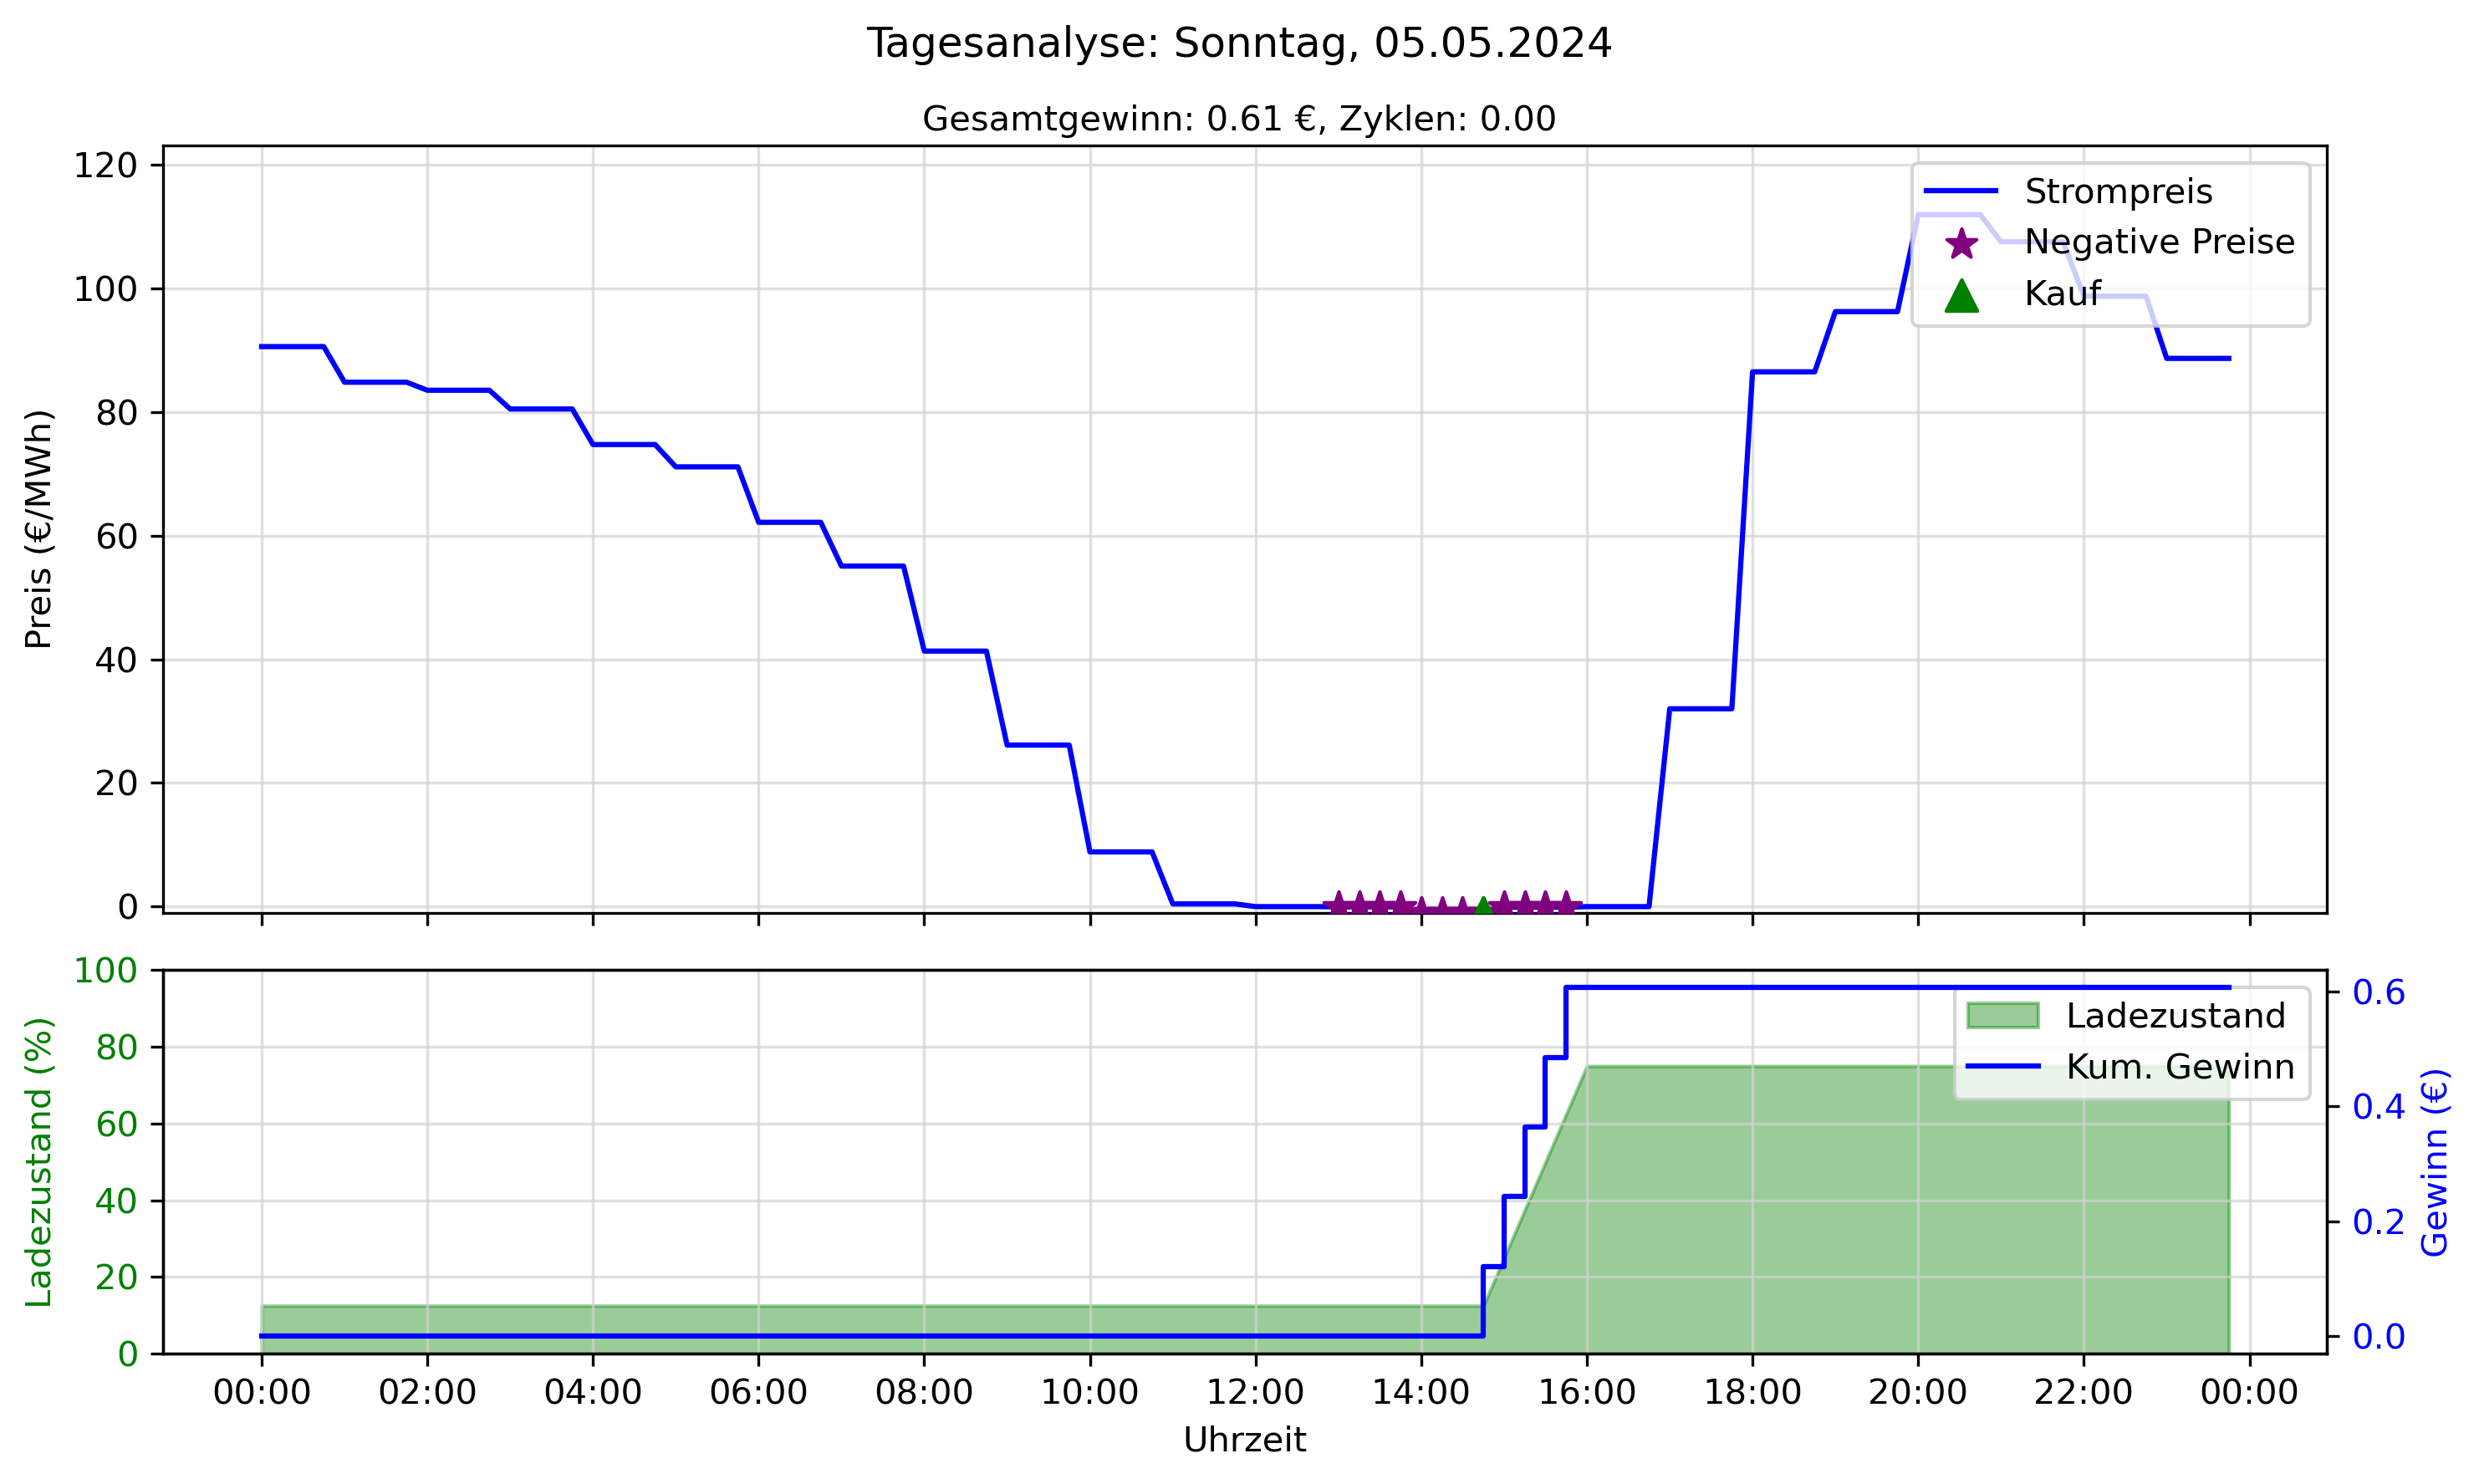 Tagesanalyse: Sonntag, 05.05.2024
Gesamtgewinn: 0.61 €, Zyklen: 0.00
Preis (€/MWh)
120
100
80
60
40
20
0
Strompreis
Negative Preise
Kauf
Ladezustand (%)
100
80
60
40
20
0
Ladezustand
Kum. Gewinn
0.6
0.4
0.2
0.0
Gewinn (€)
00:00 02:00 04:00 06:00 08:00 10:00 12:00 14:00 16:00 18:00 20:00 22:00 00:00
Uhrzeit